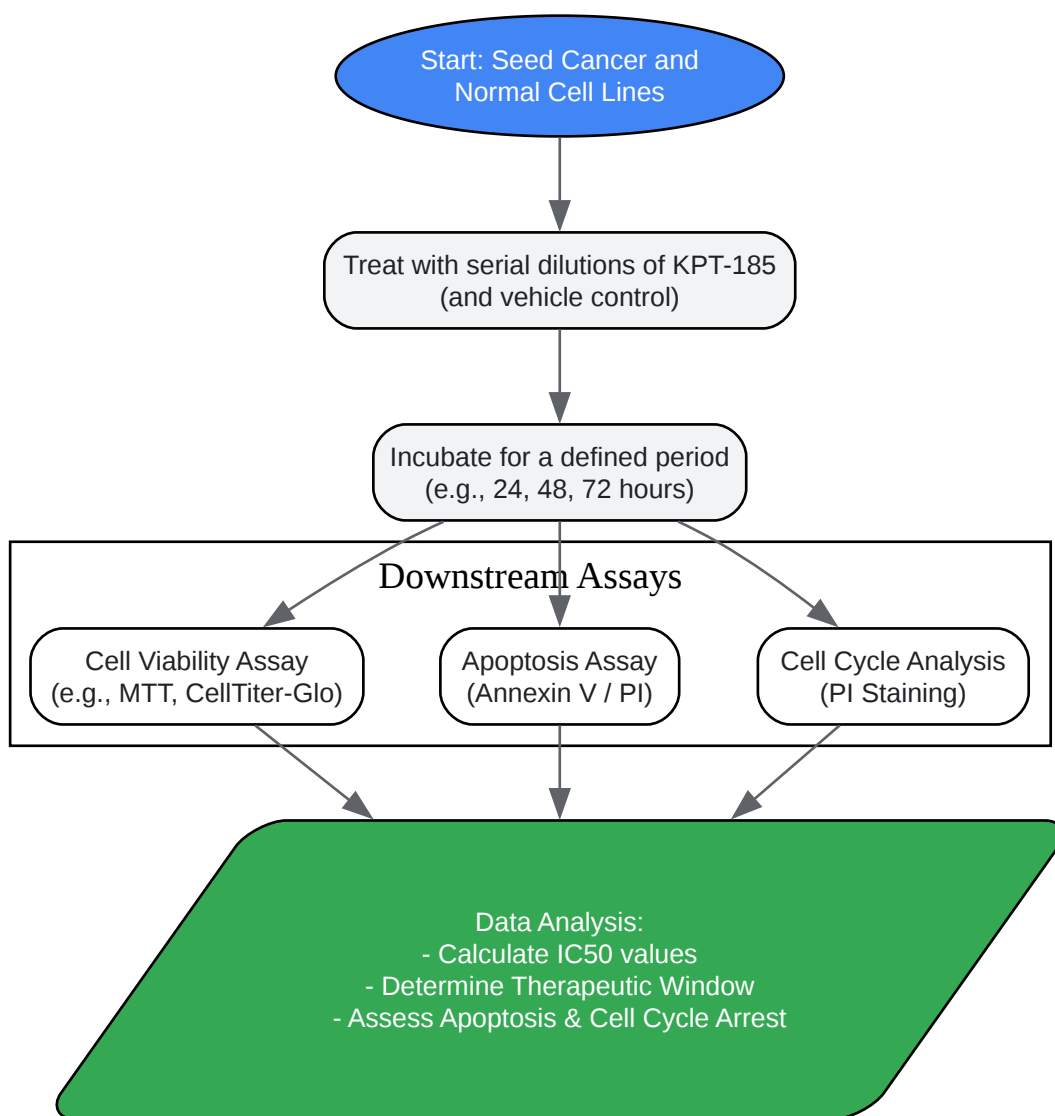 Start: Seed Cancer and
Normal Cell Lines
Treat with serial dilutions of KPT-185
(and vehicle control)
Incubate for a defined period
(e.g., 24, 48, 72 hours)
Downstream Assays
Cell Viability Assay
(e.g., MTT, CellTiter-Glo)
Apoptosis Assay
(Annexin V / PI)
Cell Cycle Analysis
(PI Staining)
Data Analysis:
- Calculate IC50 values
- Determine Therapeutic Window
- Assess Apoptosis & Cell Cycle Arrest